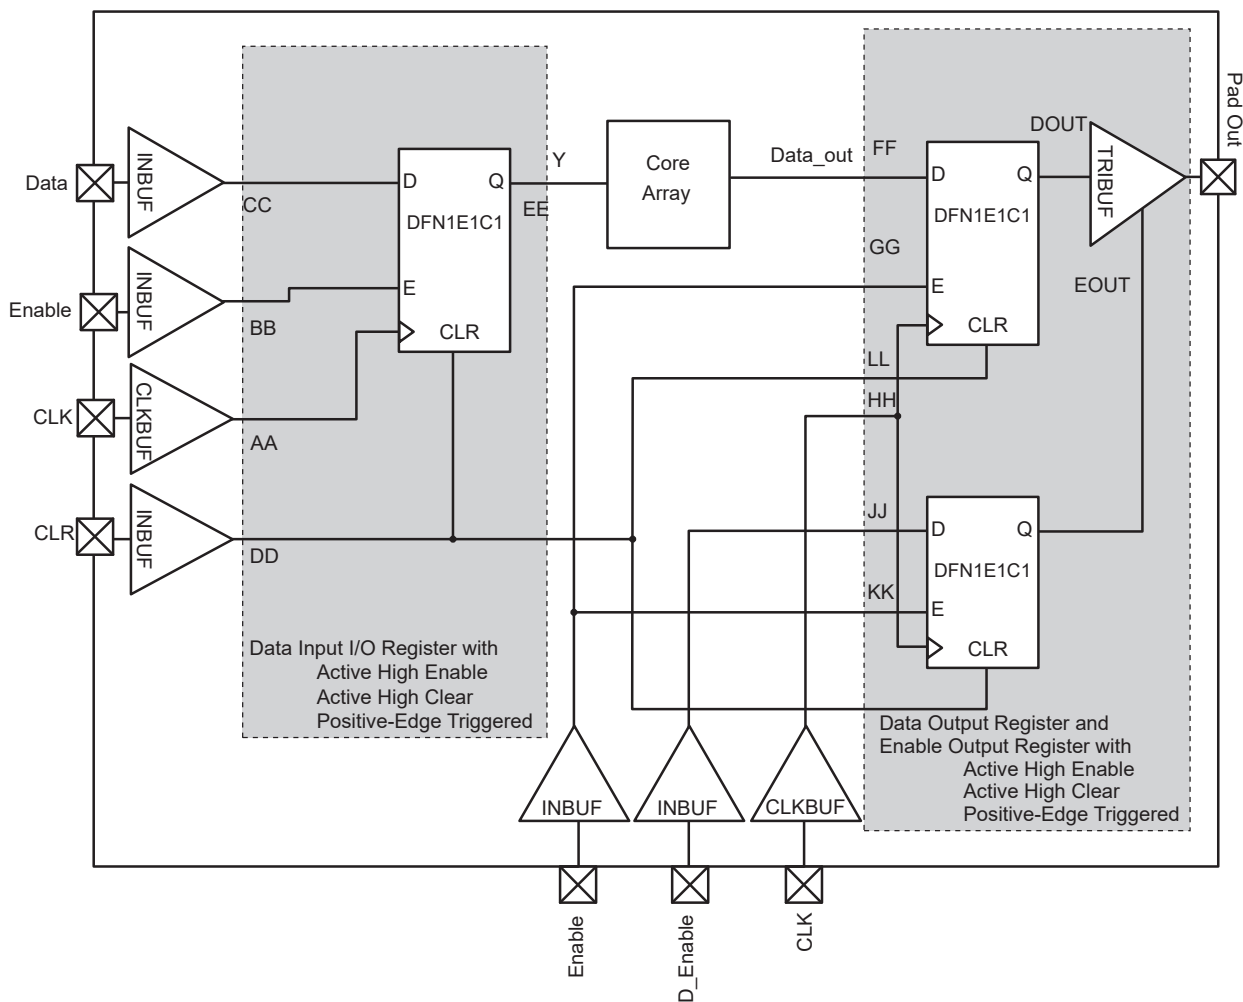 Pad Out
DOUT
INBUF
Data
CC
D
Q
DFN1E1C1
E
CLR
Y
EE
Core
Array
Data_out
FF
D
Q
DFN1E1C1
E
CLR
TRIBUF
GG
EOUT
INBUF
Enable
BB
LL
HH
CLKBUF
CLK
AA
INBUF
CLR
DD
JJ
D
Q
DFN1E1C1
KK
E
CLR
Data Input I/O Register with
Active High Enable
Active High Clear
Positive-Edge Triggered
Data Output Register and
Enable Output Register with
Active High Enable
Active High Clear
Positive-Edge Triggered
INBUF
INBUF
CLKBUF
Enable
D_Enable
CLK